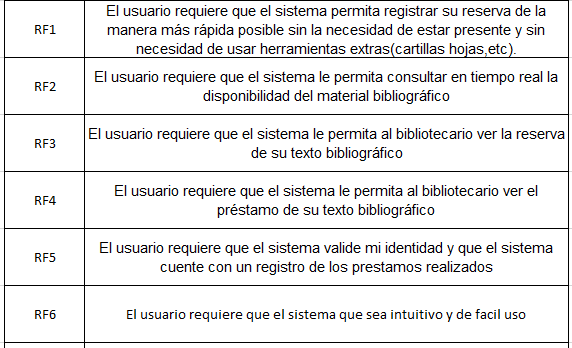 RF1
El usuario requiere que el sistema permita registrar su reserva de la
manera más rápida posible sin la necesidad de estar presente y sin
necesidad de usar herramientas extras(cartillas hojas,etc).
RF2
El usuario requiere que el sistema le permita consultar en tiempo real la
disponibilidad del material bibliográfico
RF3
El usuario requiere que el sistema le permita al bibliotecario ver la reserva
de su texto bibliográfico
RF4
El usuario requiere que el sistema le permita al bibliotecario ver el
préstamo de su texto bibliográfico
RF5
El usuario requiere que el sistema valide mi identidad y que el sistema
cuente con un registro de los prestamos realizados
RF6
El usuario requiere que el sistema que sea intuitivo y de facil uso